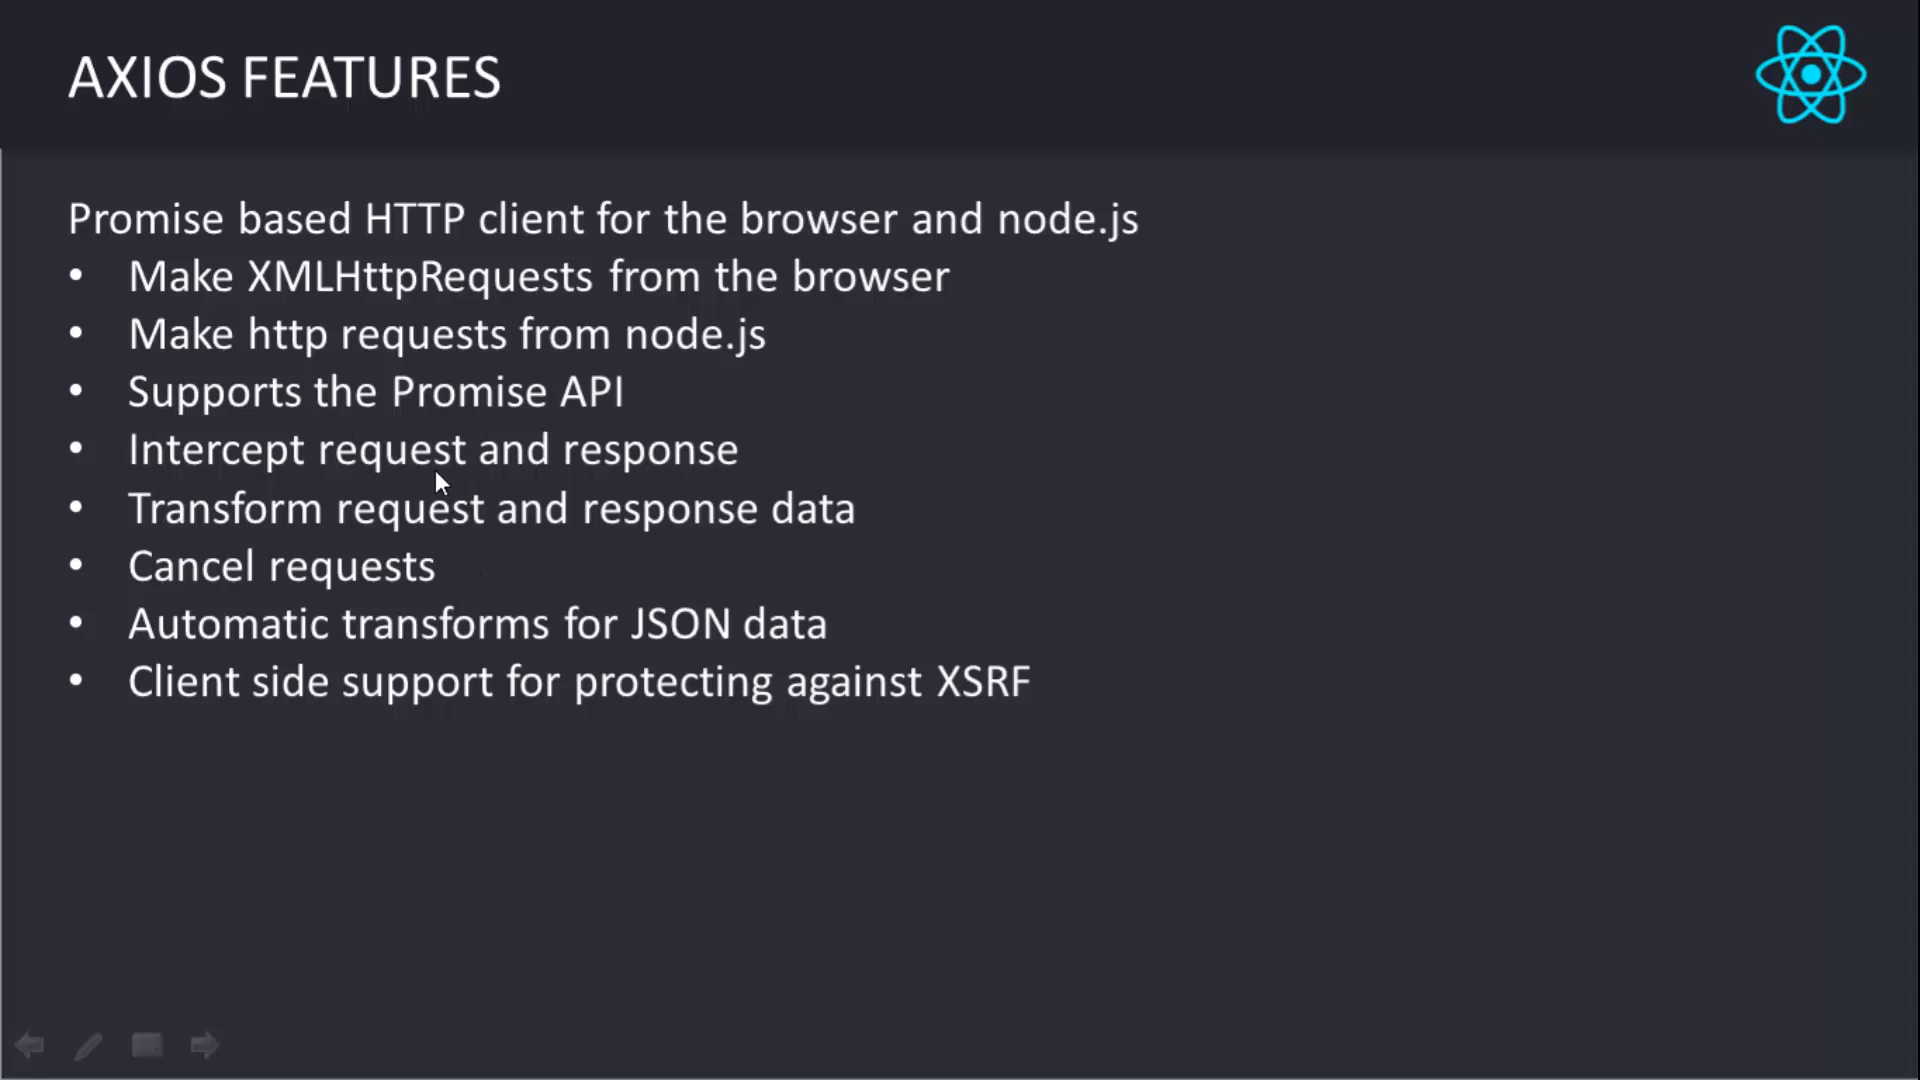 AXIOS FEATURES
Promise based HTTP client for the browser and node.js
• Make XMLHttpRequests from the browser
• Make http requests from node.js
• Supports the Promise API
• Intercept request and response
• Transform request and response data
• Cancel requests
• Automatic transforms for JSON data
• Client side support for protecting against XSRF